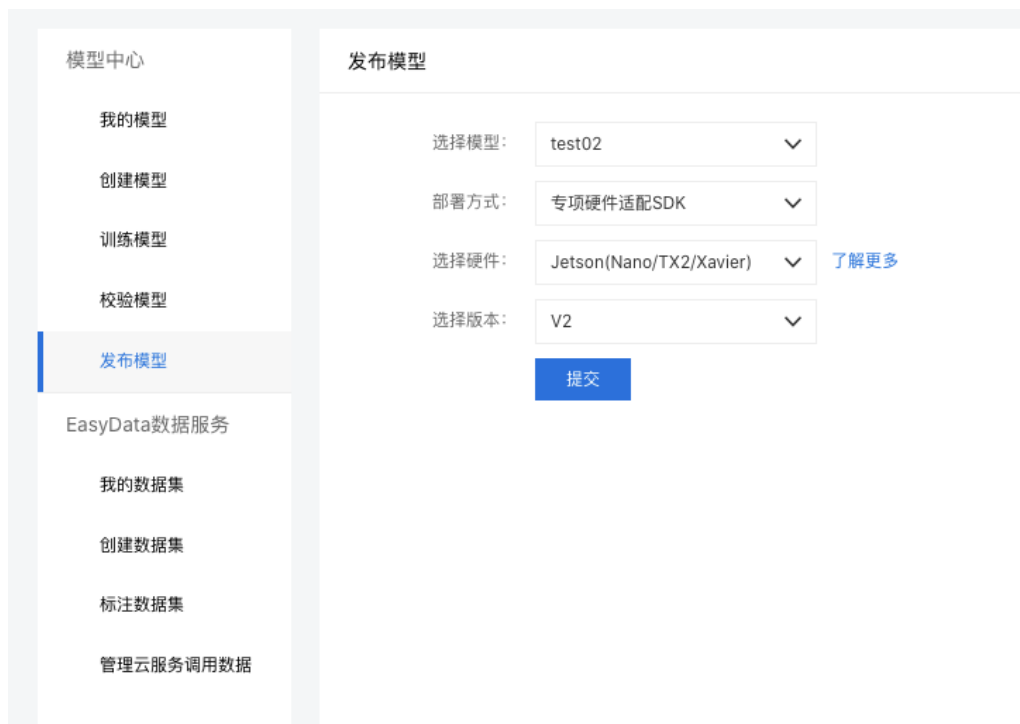 模型中心
我的模型
创建模型
训练模型
校验模型
发布模型
EasyData数据服务
我的数据集
创建数据集
标注数据集
管理云服务调用数据
发布模型
选择模型: test02
部署方式: 专项硬件适配SDK
选择硬件: Jetson(Nano/TX2/Xavier) 了解更多
选择版本: V2
提交